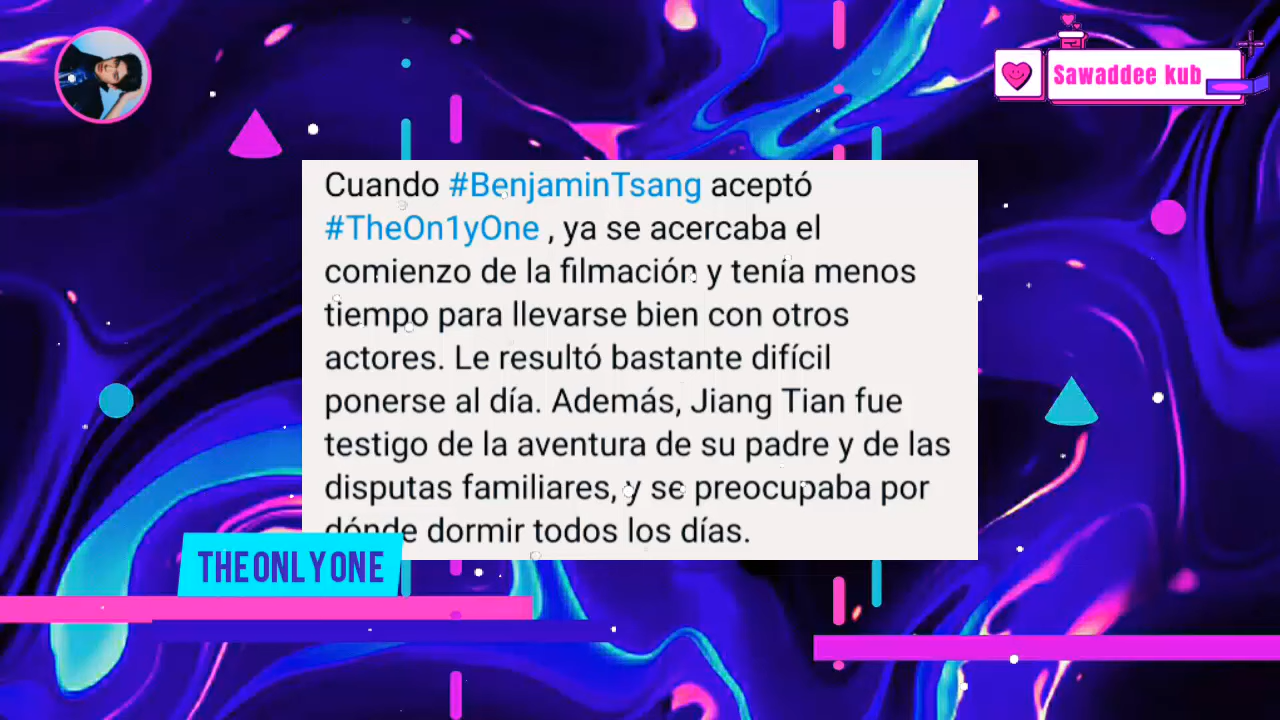 Sawaddee kub
Cuando #BenjaminTsang aceptó
#TheOn1yOne , ya se acercaba el
comienzo de la filmación y tenía menos
tiempo para llevarse bien con otros
actores. Le resultó bastante difícil
ponerse al día. Además, Jiang Tian fue
testigo de la aventura de su padre y de las
disputas familiares, y se preocupaba por
dónde dormir todos los días.
THE ONLY ONE